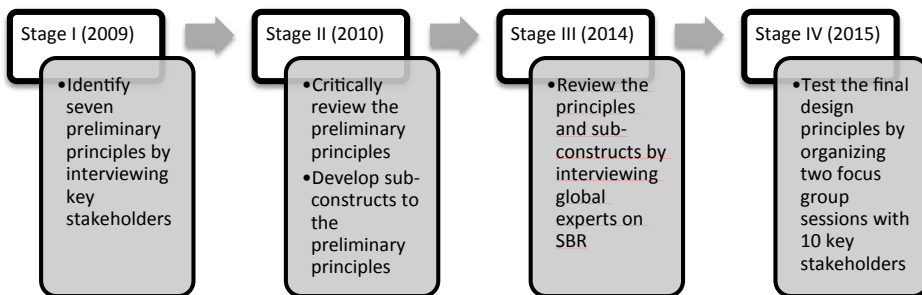 Stage I (2009)
•Identify
seven
preliminary
principles by
interviewing
key
stakeholders
Stage II (2010)
•Critically
review the
preliminary
principles
•Develop sub-
constructs to
the
preliminary
principles
Stage III (2014)
•Review the
principles
and sub-
constructs by
interviewing
global
experts on
SBR
Stage IV (2015)
•Test the final
design
principles by
organizing
two focus
group
sessions with
10 key
stakeholders